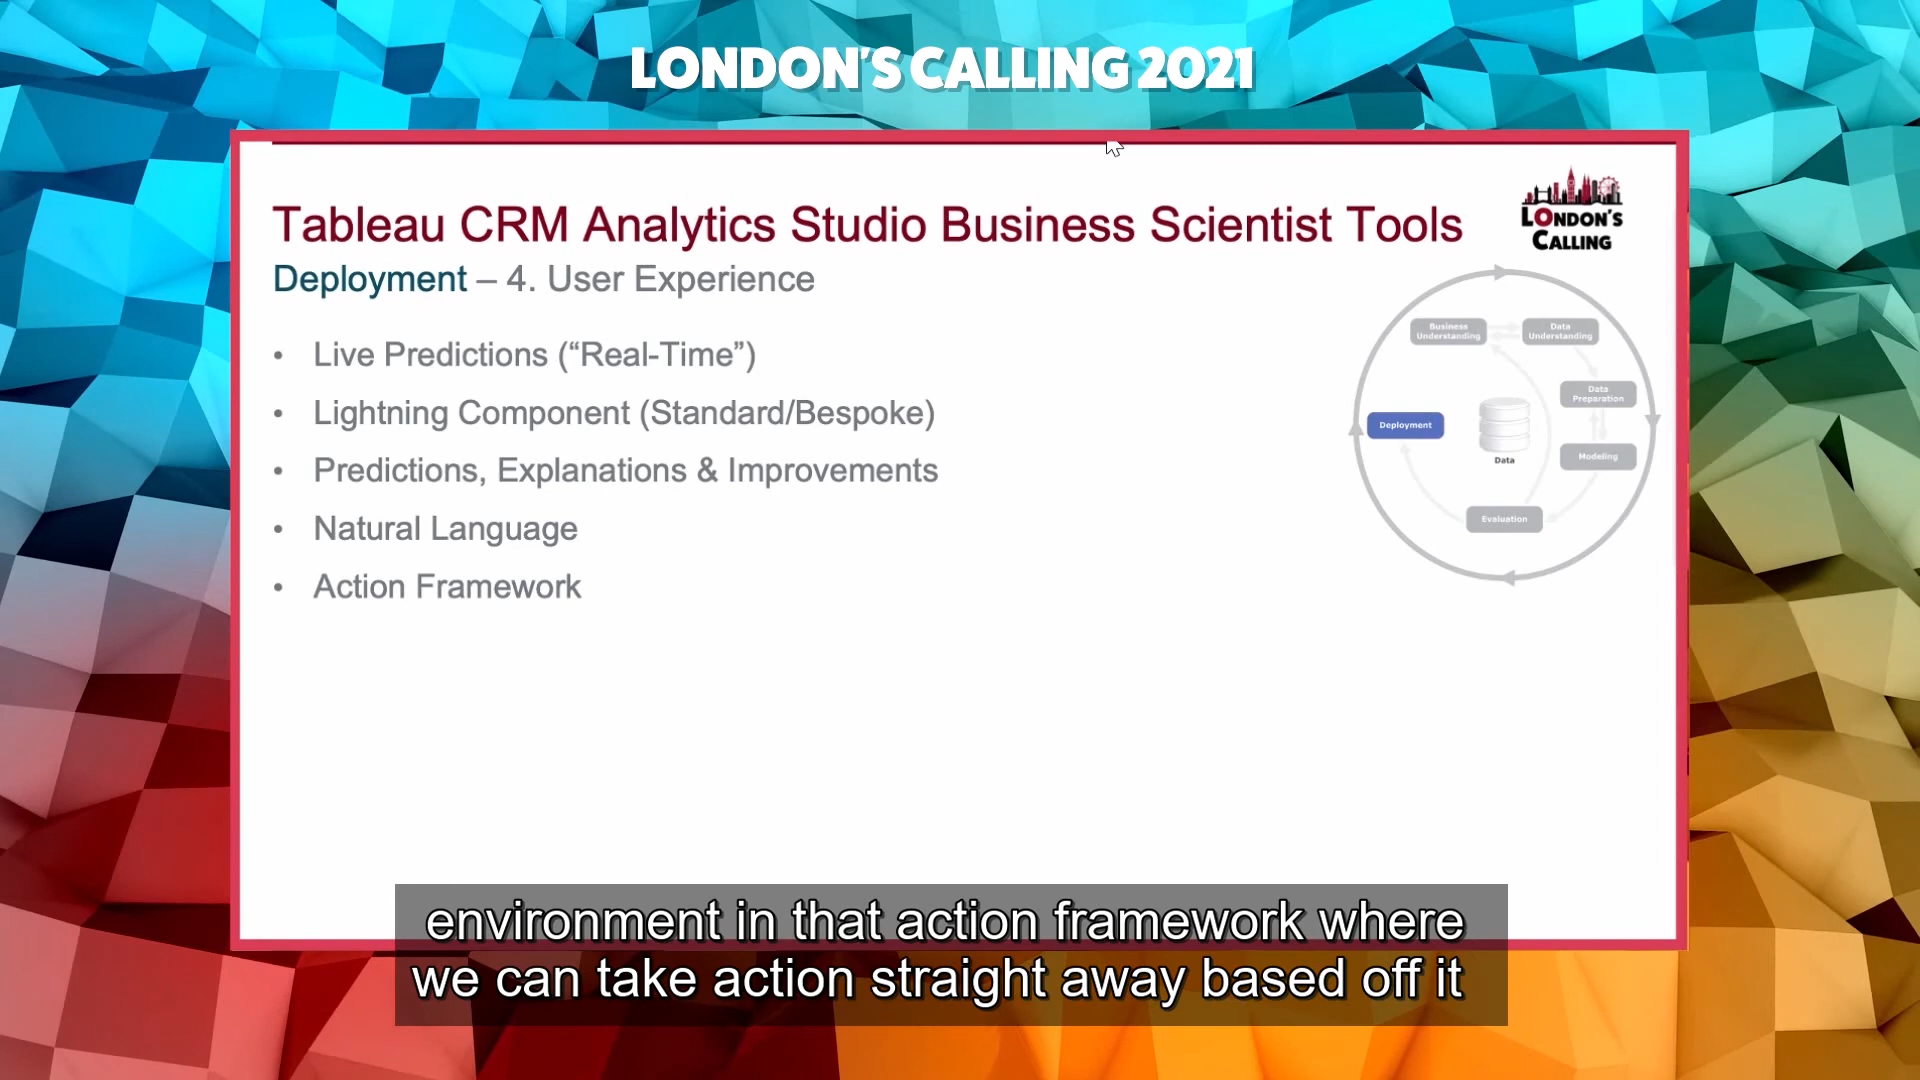 LONDON'S CALLING 2021
Tableau CRM Analytics Studio Business Scientist Tools
LONDON'S
CALLING
Deployment – 4. User Experience
• Live Predictions (“Real-Time”)
• Lightning Component (Standard/Bespoke)
• Predictions, Explanations & Improvements
• Natural Language
• Action Framework
Business
Understanding
Data
Understanding
Data
Preparation
Deployment
Data
Modeling
Evaluation
environment in that action framework where
we can take action straight away based off it